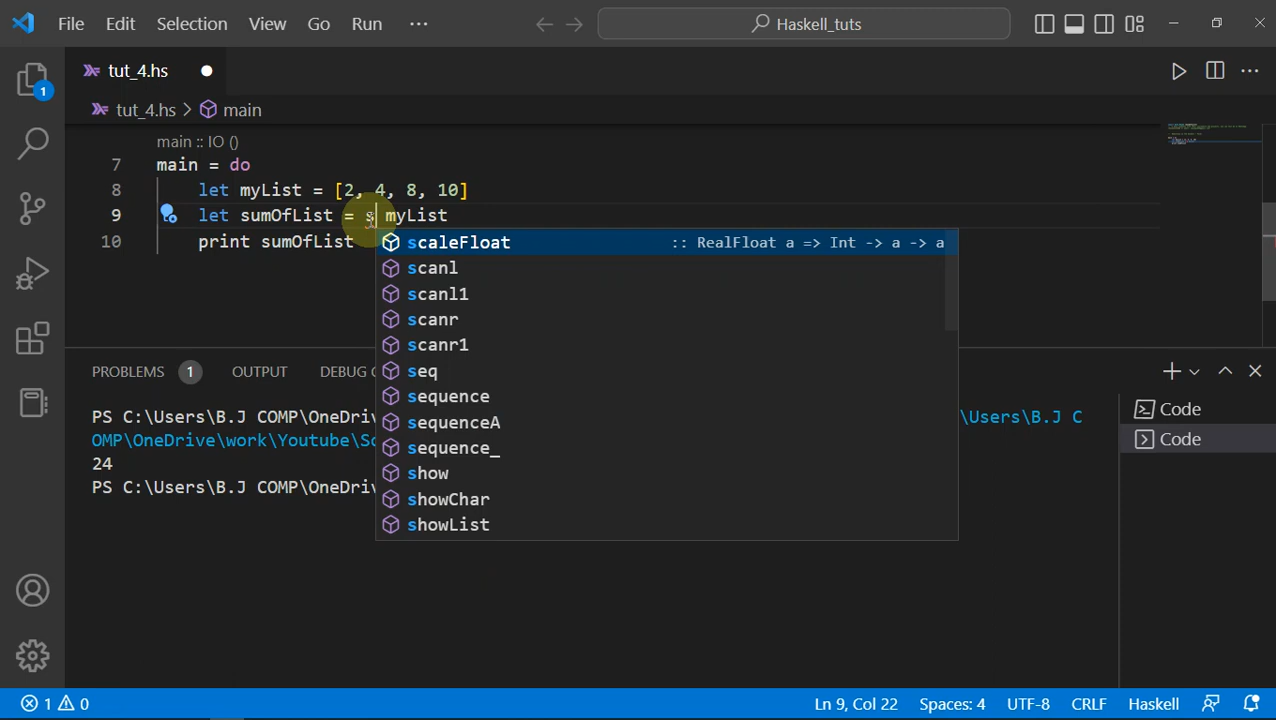 File Edit Selection View Go Run ··· Haskell_tuts
tut_4.hs
1
tut_4.hs > main
main :: IO ()
7 main = do
8 let myList = [2, 4, 8, 10]
9 let sumOfList = s myList
10 print sumOfList
scaleFloat :: RealFloat a => Int -> a -> a
scanl
scanl1
scanr
scanr1
seq
sequence
sequenceA
sequence_
show
showChar
showList
PROBLEMS 1 OUTPUT DEBUG C
PS C:\Users\B.J COMP\OneDriv \Users\B.J C
OMP\OneDrive\work\Youtube\Sc
24
PS C:\Users\B.J COMP\OneDriv
Code
Code
1 0 Ln 9, Col 22 Spaces: 4 UTF-8 CRLF Haskell